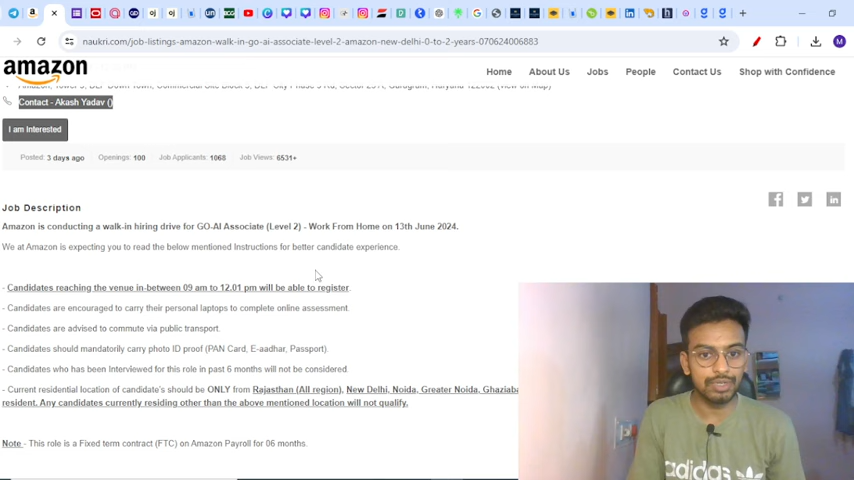 naukri.com/job-listings-amazon-walk-in-go-ai-associate-level-2-amazon-new-delhi-0-to-2-years-070624006883
amazon
Home
About Us
Jobs
People
Contact Us
Shop with Confidence
Contact - Akash Yadav ()
I am Interested
Posted: 3 days ago
Openings: 100
Job Applicants: 1068
Job Views: 6531+
Job Description
Amazon is conducting a walk-in hiring drive for GO-AI Associate (Level 2) - Work From Home on 13th June 2024.
We at Amazon is expecting you to read the below mentioned Instructions for better candidate experience.
- Candidates reaching the venue in-between 09 am to 12.01 pm will be able to register.
- Candidates are encouraged to carry their personal laptops to complete online assessment.
- Candidates are advised to commute via public transport.
- Candidates should mandatorily carry photo ID proof (PAN Card, E-aadhar, Passport).
- Candidates who has been Interviewed for this role in past 6 months will not be considered.
- Current residential location of candidate's should be ONLY from Rajasthan (All region), New Delhi, Noida, Greater Noida, Ghaziaba
resident. Any candidates currently residing other than the above mentioned location will not qualify.
Note - This role is a Fixed term contract (FTC) on Amazon Payroll for 06 months.
adidas